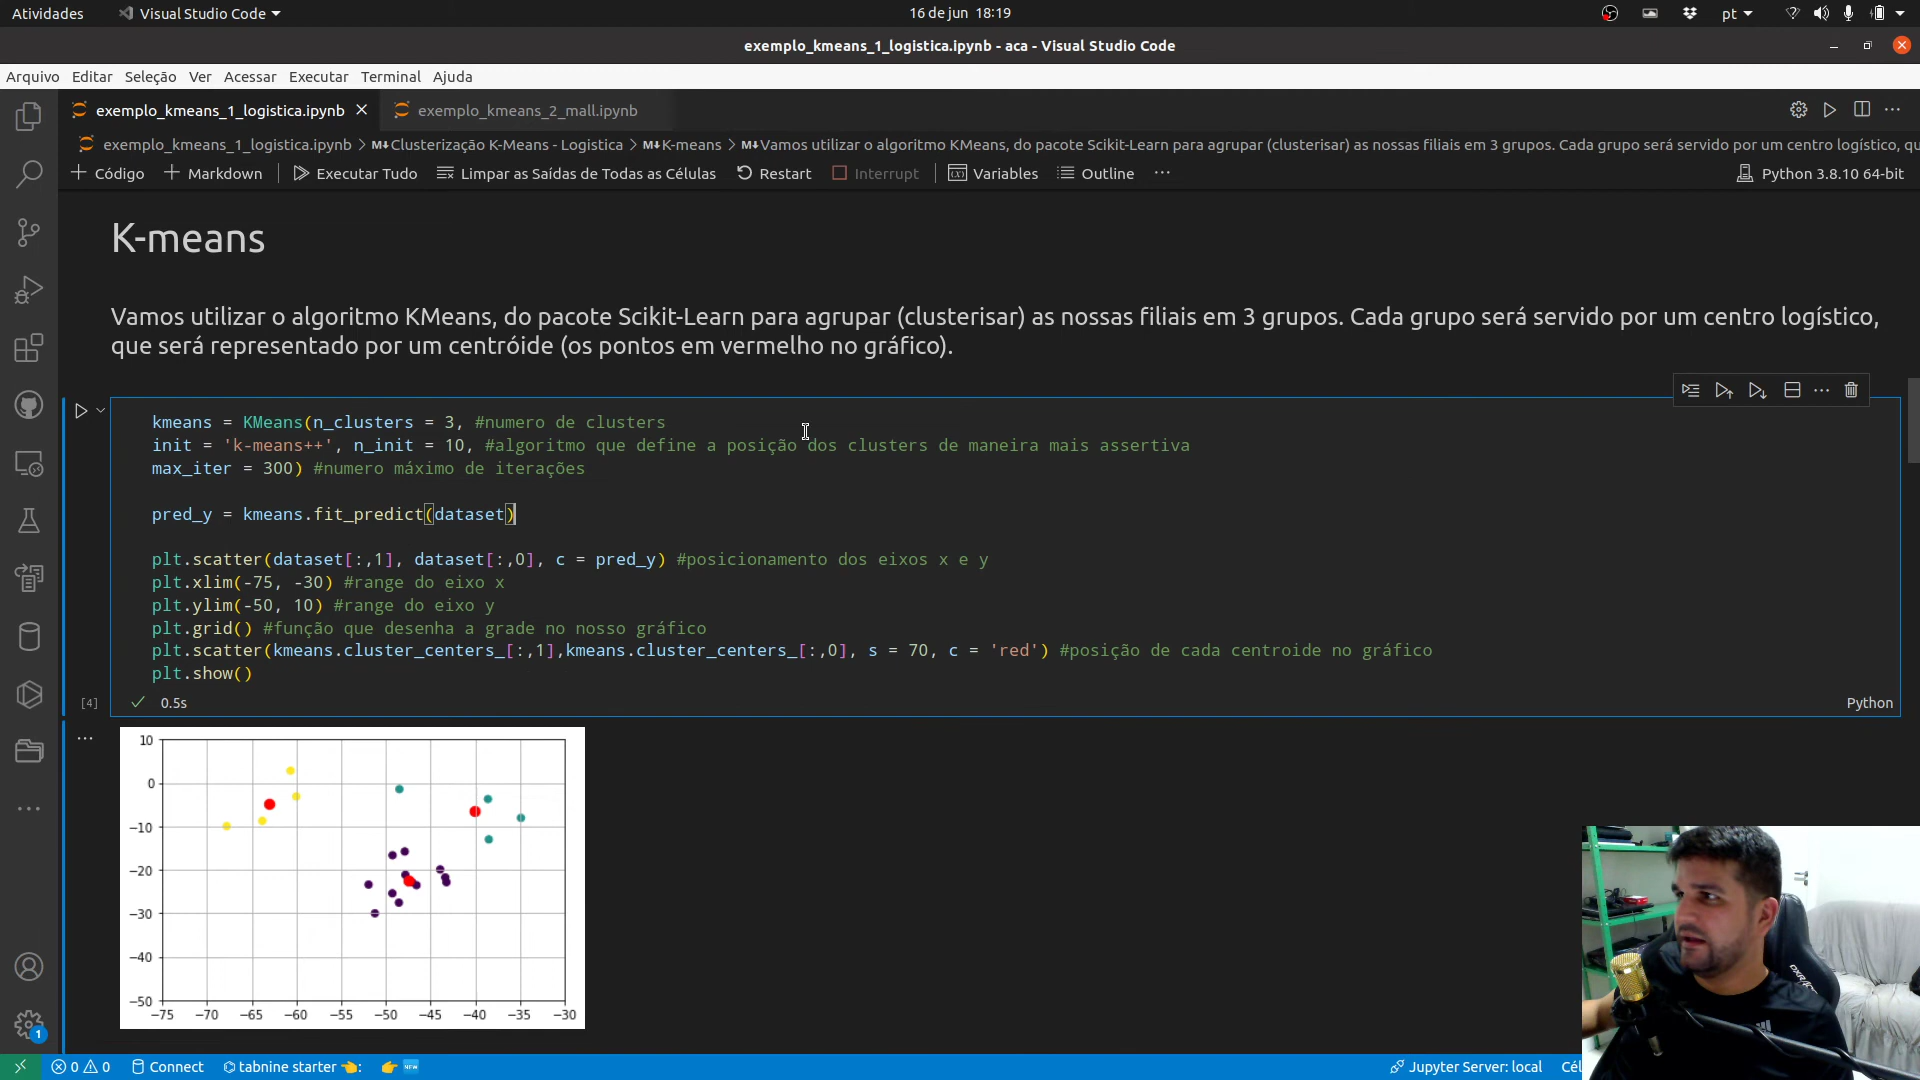 Atividades Visual Studio Code 16 de jun 18:19 pt
exemplo_kmeans_1_logistica.ipynb - aca - Visual Studio Code
Arquivo Editar Seleção Ver Acessar Executar Terminal Ajuda
exemplo_kmeans_1_logistica.ipynb exemplo_kmeans_2_mall.ipynb
exemplo_kmeans_1_logistica.ipynb > M↓Clusterização K-Means - Logistica > M↓K-means > M↓Vamos utilizar o algoritmo KMeans, do pacote Scikit-Learn para agrupar (clusterisar) as nossas filiais em 3 grupos. Cada grupo será servido por um centro logístico, qu
+ Código + Markdown Executar Tudo Limpar as Saídas de Todas as Células Restart Interrupt Variables Outline ··· Python 3.8.10 64-bit
K-means
Vamos utilizar o algoritmo KMeans, do pacote Scikit-Learn para agrupar (clusterisar) as nossas filiais em 3 grupos. Cada grupo será servido por um centro logístico,
que será representado por um centróide (os pontos em vermelho no gráfico).
kmeans = KMeans(n_clusters = 3, #numero de clusters
init = 'k-means++', n_init = 10, #algoritmo que define a posição dos clusters de maneira mais assertiva
max_iter = 300) #numero máximo de iterações
pred_y = kmeans.fit_predict(dataset)
plt.scatter(dataset[:,1], dataset[:,0], c = pred_y) #posicionamento dos eixos x e y
plt.xlim(-75, -30) #range do eixo x
plt.ylim(-50, 10) #range do eixo y
plt.grid() #função que desenha a grade no nosso gráfico
plt.scatter(kmeans.cluster_centers_[:,1],kmeans.cluster_centers_[:,0], s = 70, c = 'red') #posição de cada centroide no gráfico
plt.show()
[4] 0.5s Python
10
0
−10
−20
−30
−40
−50
−75 −70 −65 −60 −55 −50 −45 −40 −35 −30
1
0 0 Connect tabnine starter : NEW Jupyter Server: local Cél